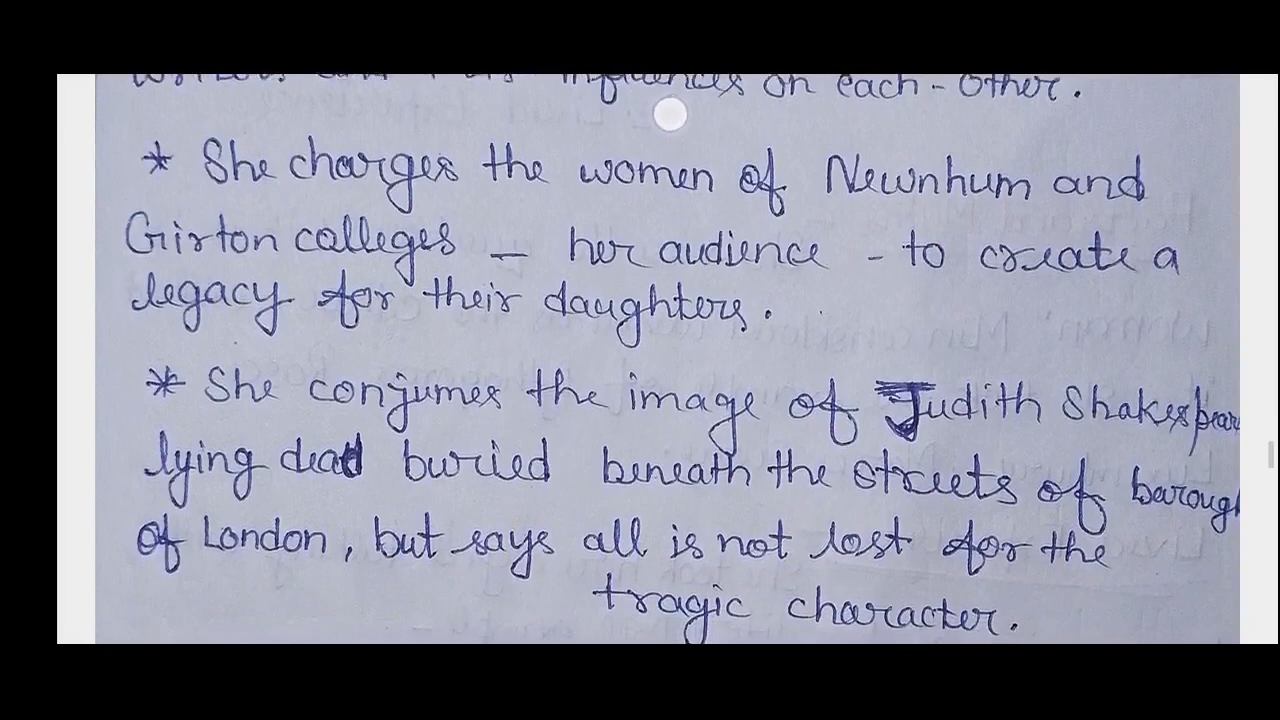 influences on each-other.
* She charges the women of Newnhum and
Girton colleges - her audience - to create a
legacy for their daughters.
* She conjumes the image of Judith Shakespear
lying dead buried beneath the streets of barough
of London, but says all is not lost for the
tragic character.